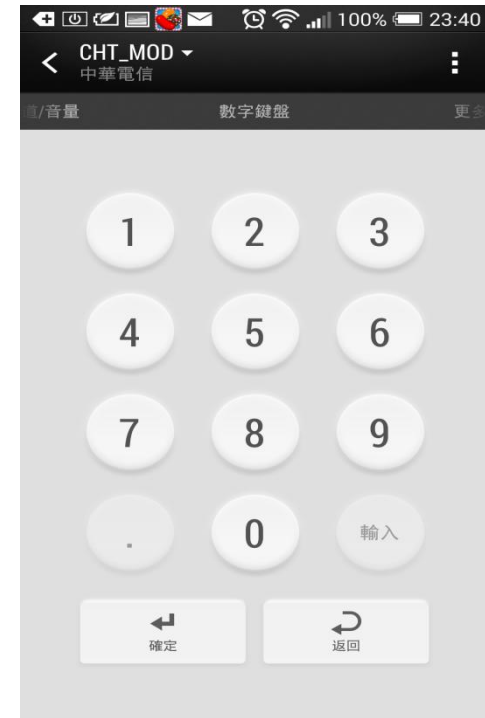 100% 23:40
CHT_MOD
中華電信
/音量 數字鍵盤 更多
1 2 3
4 5 6
7 8 9
. 0 輸入
確定 返回